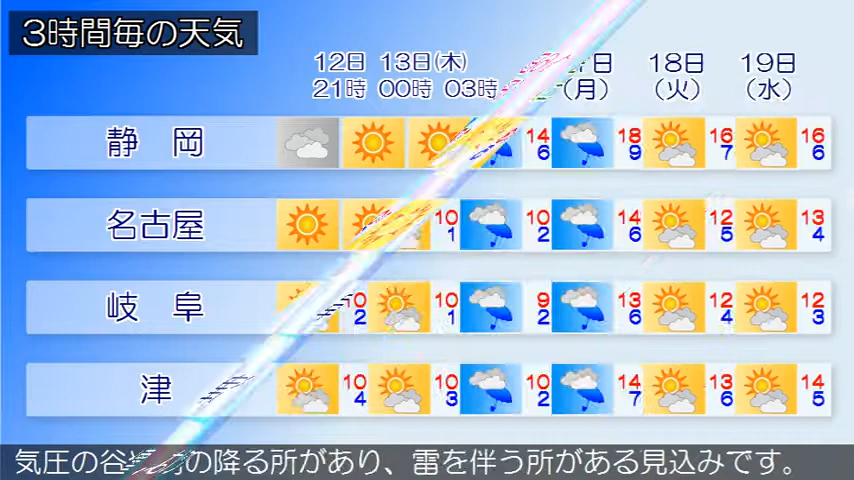 3時間毎の天気
12日 13日(木)
21時 00時 03時
日 18日 19日
(月) (火) (水)
静 岡 14 6 18 9 16 7 16 6
名古屋 10 1 10 2 14 6 12 5 13 4
岐 阜 10 2 10 1 9 2 13 6 12 4 12 3
津 10 4 10 3 10 2 14 7 13 6 14 5
気圧の谷 の降る所があり、雷を伴う所がある見込みです。